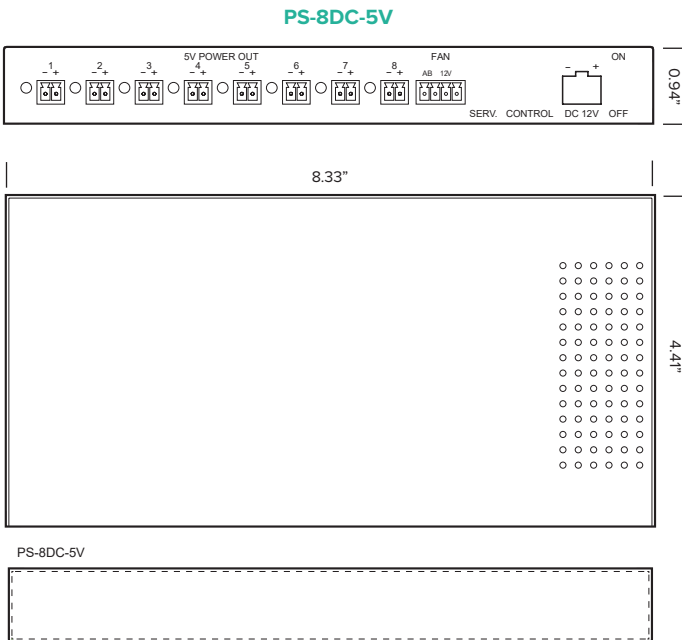 PS-8DC-5V
5V POWER OUT FAN ON
1 2 3 4 5 6 7 8
- + - + - + - + - + - + - + - + AB 12V - +
0.94”
SERV. CONTROL DC 12V OFF
8.33”
4.41”
PS-8DC-5V